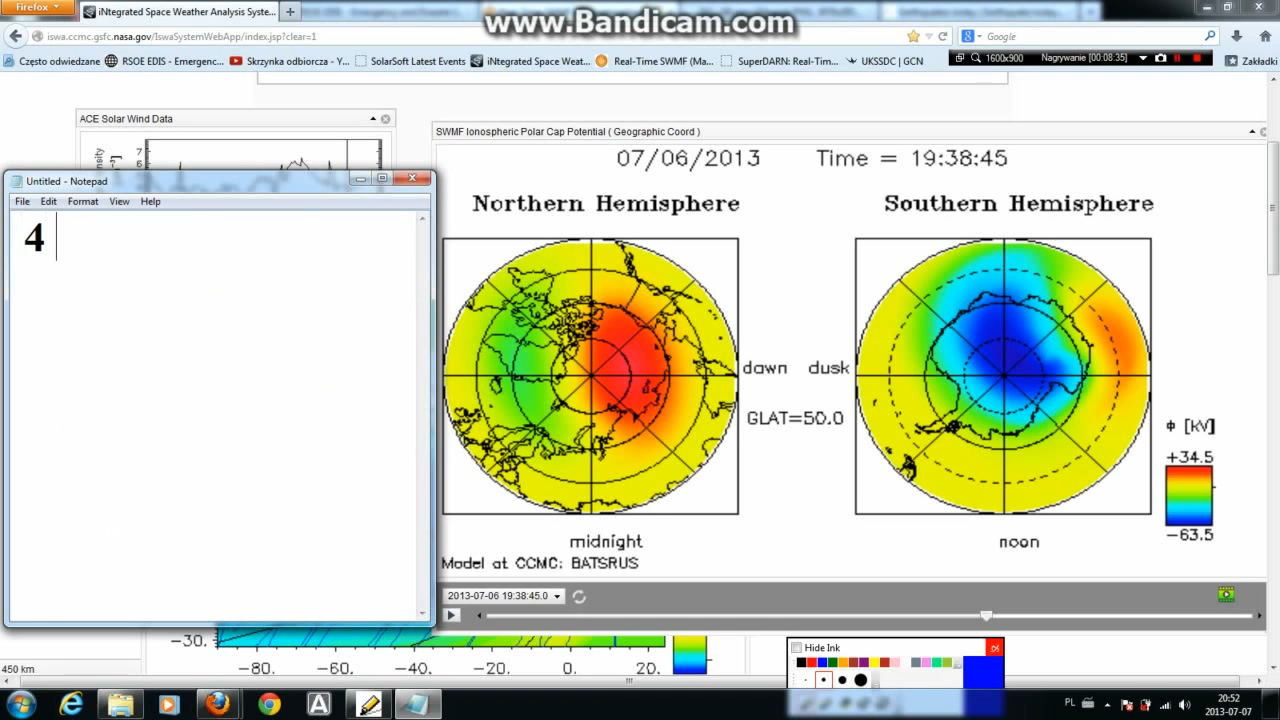 Firefox
iNtegrated Space Weather Analysis Syste...
www.Bandicam.com
iswa.ccmc.gsfc.nasa.gov/IswaSystemWebApp/index.jsp?clear=1
Google
Często odwiedzane
RSOE EDIS - Emergenc...
Skrzynka odbiorcza - Y...
SolarSoft Latest Events
iNtegrated Space Weat...
Real-Time SWMF (Ma...
SuperDARN: Real-Tim...
UKSSDC | GCN
1600x900
Nagrywanie [00:08:35]
Zakładki
ACE Solar Wind Data
7
6
SWMF Ionospheric Polar Cap Potential ( Geographic Coord )
07/06/2013 Time = 19:38:45
Untitled - Notepad
File Edit Format View Help
4
Northern Hemisphere
Southern Hemisphere
dawn dusk
GLAT=50.0
Φ [kV]
+34.5
−63.5
midnight
noon
Model at CCMC: BATSRUS
2013-07-06 19:38:45.0
−30.
−80. −60. −40. −20. 0. 20.
450 km
Hide Ink
PL
20:52
2013-07-07